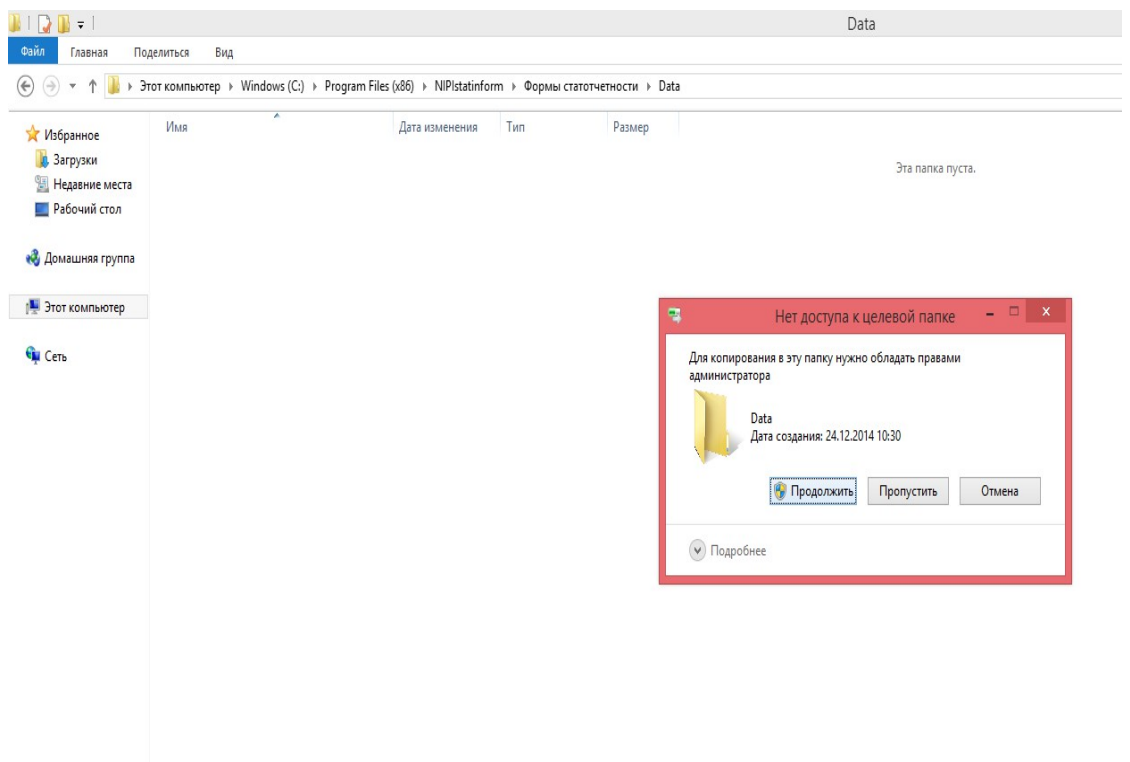 Data
Файл Главная Поделиться Вид
Этот компьютер Windows (C:) Program Files (x86) NIPIstatinform Формы статотчетности Data
Имя Дата изменения Тип Размер
Избранное
Загрузки
Недавние места
Рабочий стол
Домашняя группа
Этот компьютер
Сеть
Эта папка пуста.
Нет доступа к целевой папке
Для копирования в эту папку нужно обладать правами
администратора
Data
Дата создания: 24.12.2014 10:30
Продолжить Пропустить Отмена
Подробнее